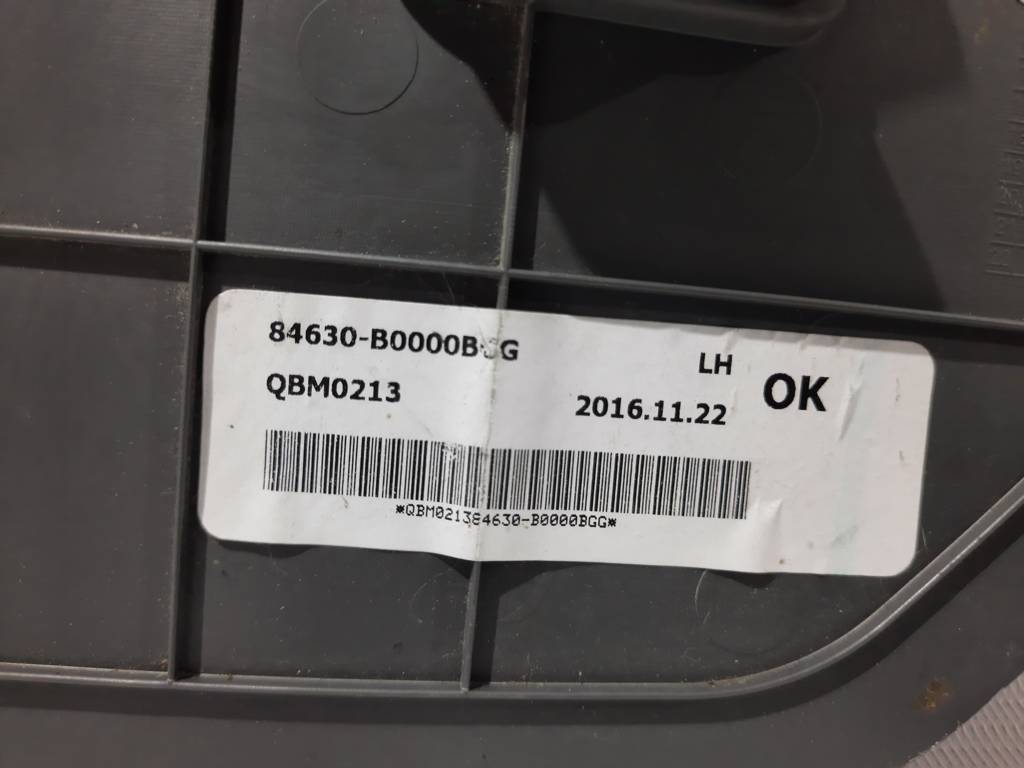 84630-B0000BGG
LH
OK
QBM0213
2016.11.22
*QBM021384630-B0000BGG*